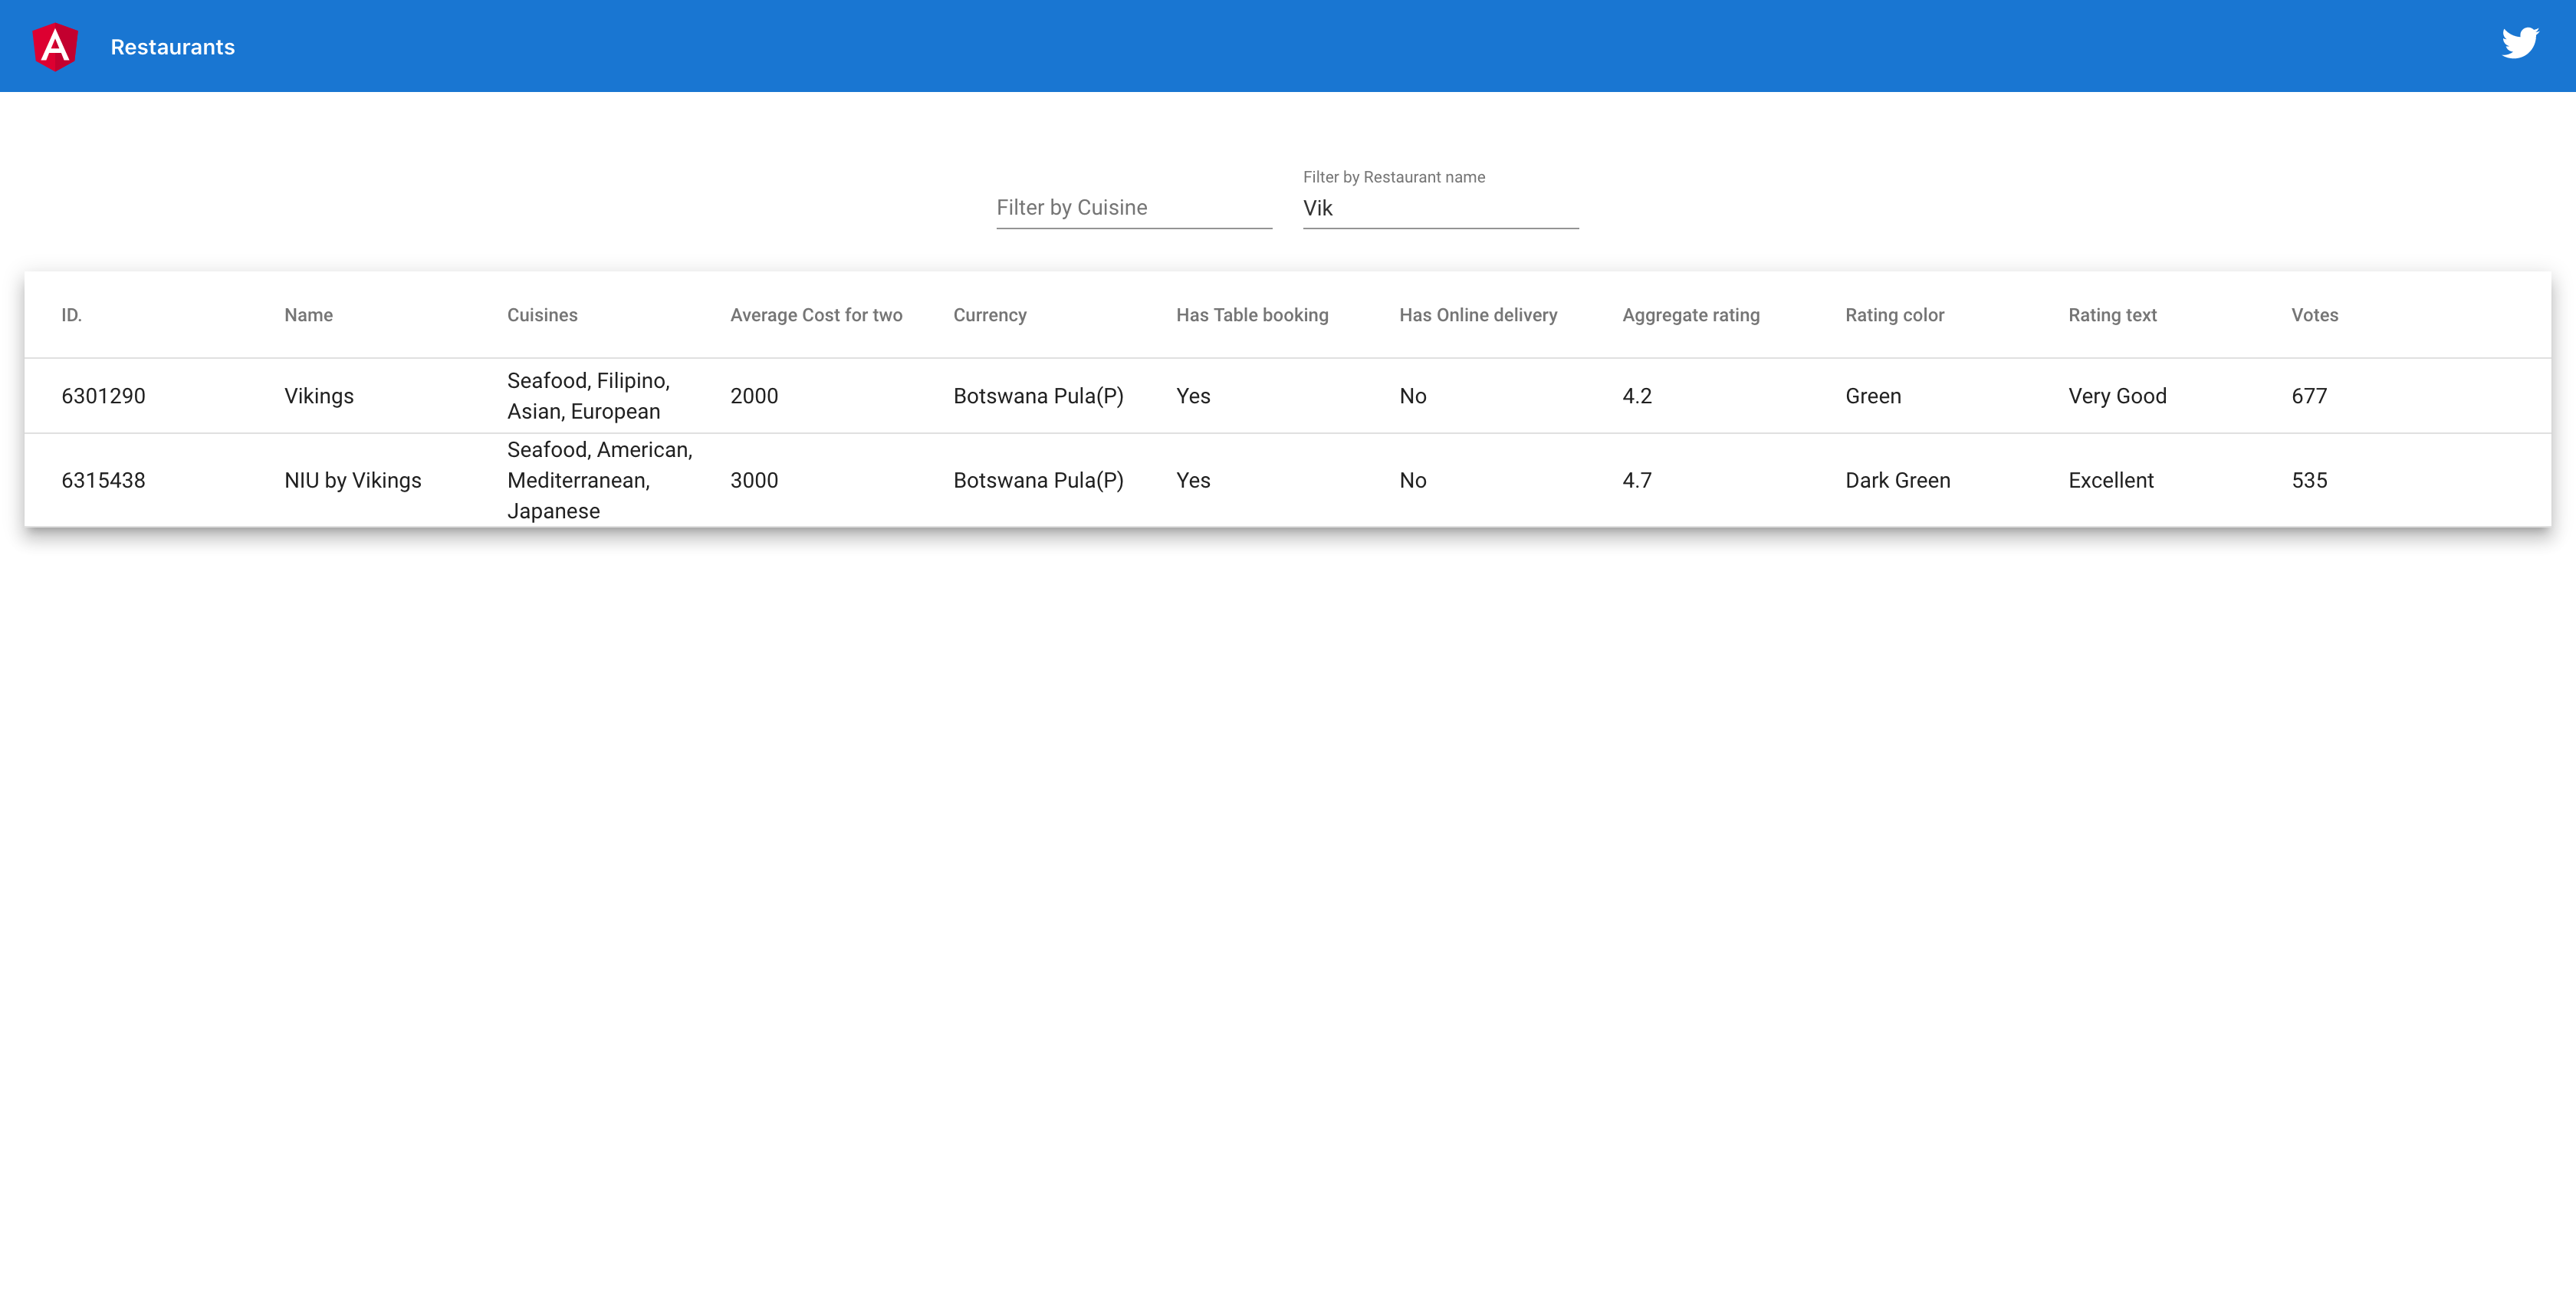 Restaurants
Filter by Cuisine
Filter by Restaurant name
Vik
ID. Name Cuisines Average Cost for two Currency Has Table booking Has Online delivery Aggregate rating Rating color Rating text Votes
6301290 Vikings Seafood, Filipino, Asian, European 2000 Botswana Pula(P) Yes No 4.2 Green Very Good 677
6315438 NIU by Vikings Seafood, American, Mediterranean, Japanese 3000 Botswana Pula(P) Yes No 4.7 Dark Green Excellent 535